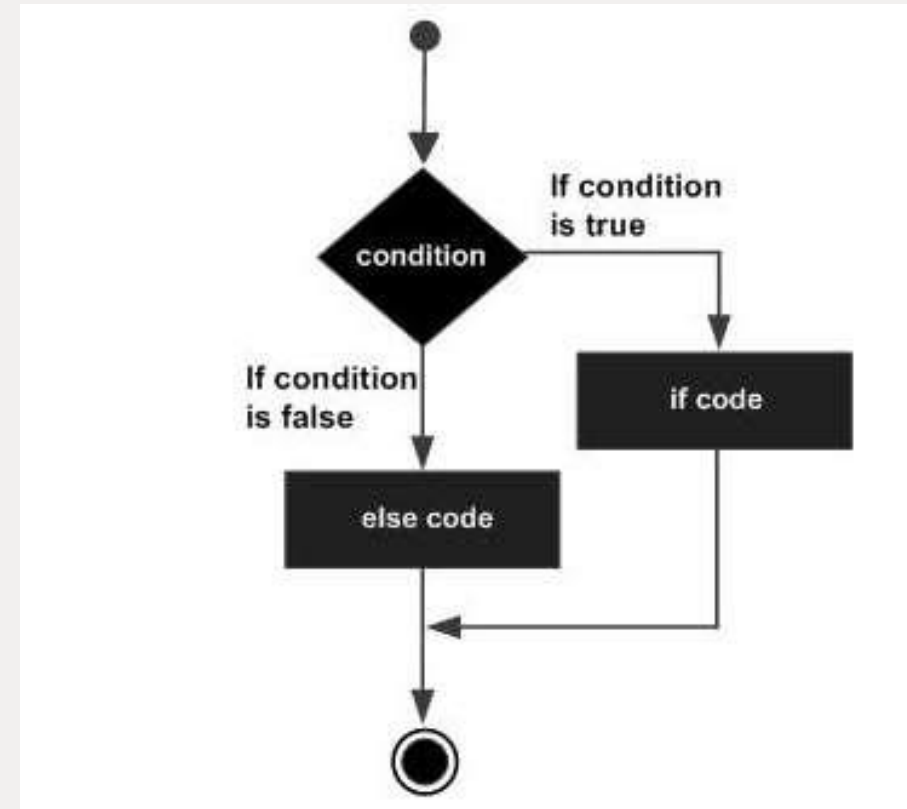 If condition
is true
condition
If condition
is false
if code
else code